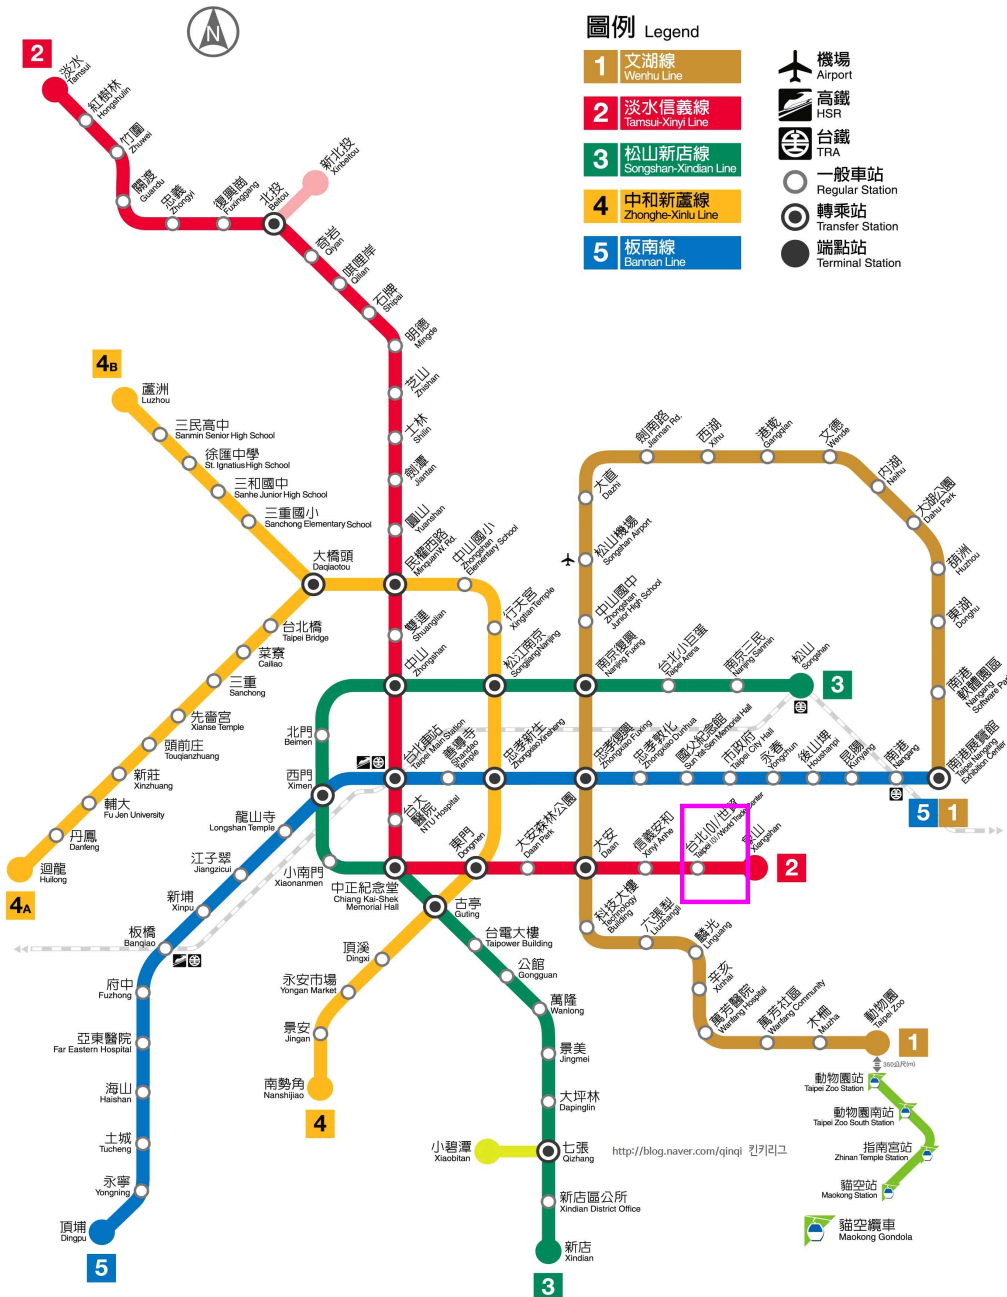 N
圖例 Legend
1 文湖線
Wenhu Line
2 淡水信義線
Tamsui-Xinyi Line
3 松山新店線
Songshan-Xindian Line
4 中和新蘆線
Zhonghe-Xinlu Line
5 板南線
Bannan Line
機場
Airport
高鐵
HSR
台鐵
TRA
一般車站
Regular Station
轉乘站
Transfer Station
端點站
Terminal Station
2
淡水
Tamsui
紅樹林
Hongshulin
竹圍
Zhuwei
關渡
Guandu
忠義
Zhongyi
復興崗
Fuxinggang
北投
Beitou
新北投
Xinbeitou
奇岩
Qiyan
唭哩岸
Qilian
石牌
Shipai
明德
Mingde
芝山
Zhishan
士林
Shilin
劍潭
Jiantan
圓山
Yuanshan
民權西路
Minquan W. Rd.
雙連
Shuanglian
中山
Zhongshan
4B
蘆洲
Luzhou
三民高中
Sanmin Senior High School
徐匯中學
St. Ignatius High School
三和國中
Sanhe Junior High School
三重國小
Sanchong Elementary School
大橋頭
Daqiaotou
台北橋
Taipei Bridge
菜寮
Cailiao
三重
Sanchong
先嗇宮
Xianse Temple
頭前庄
Touqianzhuang
新莊
Xinzhuang
輔大
Fu Jen University
丹鳳
Danfeng
迴龍
Huilong
4A
中山國小
Zhongshan
Elementary School
行天宮
Xingtian Temple
松江南京
Songjiang Nanjing
劍南路
Jiannan Rd.
西湖
Xihu
港墘
Gangqian
文德
Wende
內湖
Neihu
大湖公園
Dahu Park
葫洲
Huzhou
東湖
Donghu
南港
軟體園區
Nangang
Software Park
大直
Dazhi
松山機場
Songshan Airport
中山國中
Zhongshan
Junior High School
南京復興
Nanjing Fuxing
台北小巨蛋
Taipei Arena
南京三民
Nanjing Sanmin
松山
Songshan
3
北門
Beimen
西門
Ximen
台北車站
Taipei Main Station
善導寺
Shandao
Temple
忠孝新生
Zhongxiao Xinsheng
忠孝復興
Zhongxiao Fuxing
忠孝敦化
Zhongxiao Dunhua
國父紀念館
Sun Yat-Sen Memorial Hall
市政府
Taipei City Hall
永春
Yongchun
後山埤
Houshanpi
昆陽
Kunyang
南港
Nangang
南港展覽館
Taipei Nangang
Exhibition Center
5 1
龍山寺
Longshan Temple
江子翠
Jiangzicui
新埔
Xinpu
板橋
Banqiao
府中
Fuzhong
亞東醫院
Far Eastern Hospital
海山
Haishan
土城
Tucheng
永寧
Yongning
頂埔
Dingpu
5
小南門
Xiaonanmen
台大
醫院
NTU Hospital
中正紀念堂
Chiang Kai-Shek
Memorial Hall
東門
Dongmen
大安森林公園
Daan Park
大安
Daan
信義安和
Xinyi Anhe
台北101/世貿
Taipei 101/World Trade Center
象山
Xiangshan
2
古亭
Guting
台電大樓
Taipower Building
公館
Gongguan
萬隆
Wanlong
景美
Jingmei
大坪林
Dapinglin
七張
Qizhang
小碧潭
Xiaobitan
新店區公所
Xindian District Office
新店
Xindian
3
頂溪
Dingxi
永安市場
Yongan Market
景安
Jingan
南勢角
Nanshijiao
4
科技大樓
Technology
Building
六張犁
Liuzhangli
麟光
Linguang
辛亥
Xinhai
萬芳醫院
Wanfang Hospital
萬芳社區
Wanfang Community
木柵
Muzha
動物園
Taipei Zoo
1
350公尺(m)
動物園站
Taipei Zoo Station
動物園南站
Taipei Zoo South Station
指南宮站
Zhinan Temple Station
貓空站
Maokong Station
貓空纜車
Maokong Gondola
http://blog.naver.com/qinqi 킨키리그